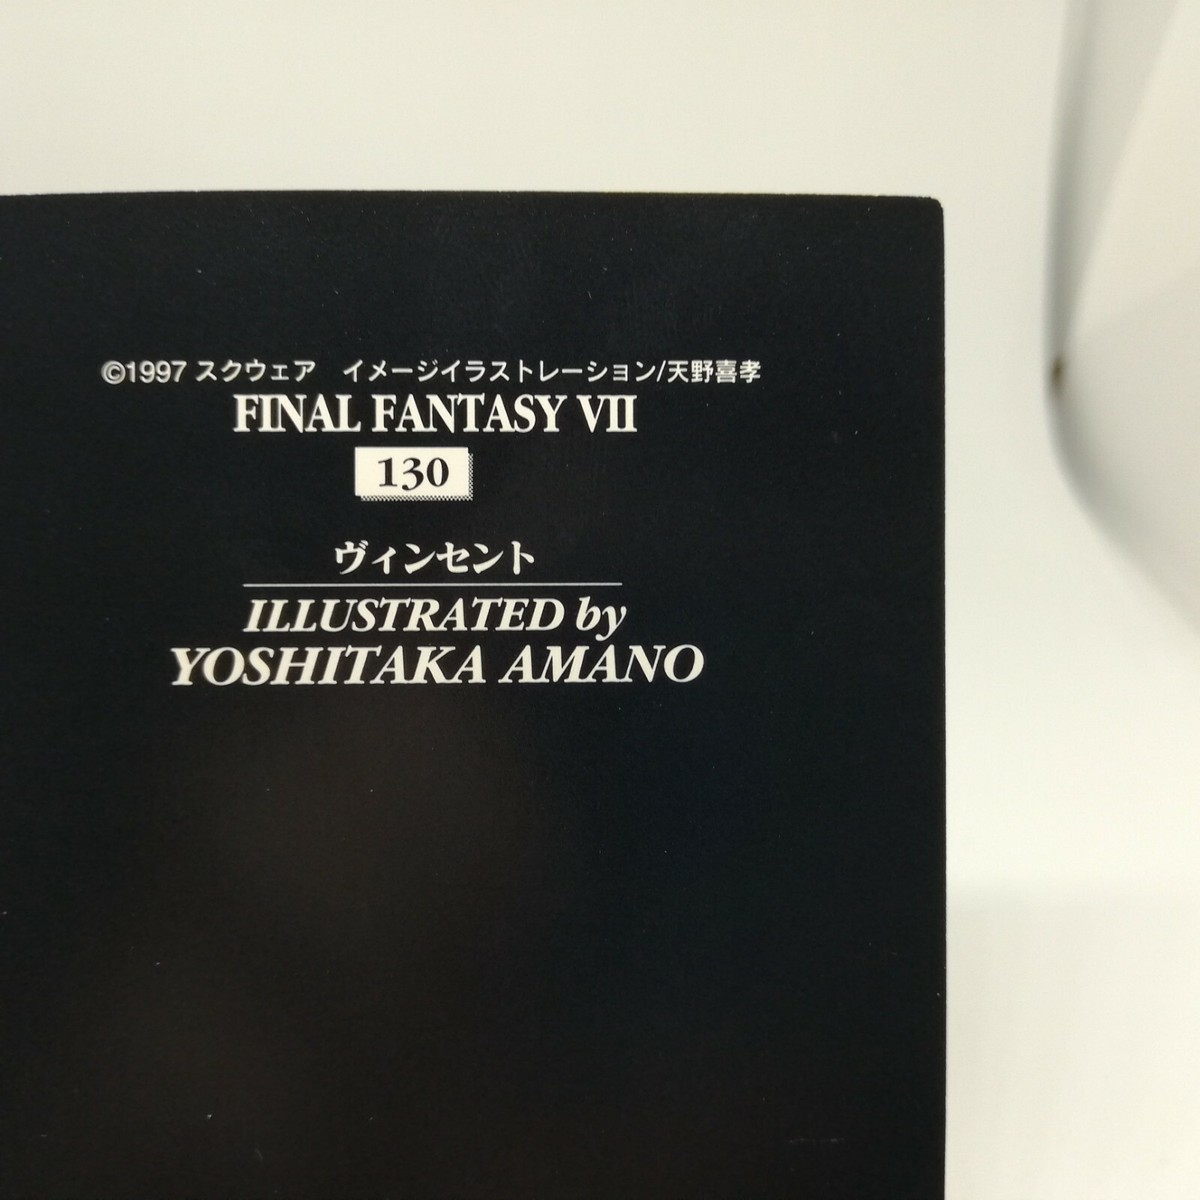 ©1997 スクウェア　イメージイラストレーション/天野喜孝
FINAL FANTASY VII
130
ヴィンセント
ILLUSTRATED by
YOSHITAKA AMANO